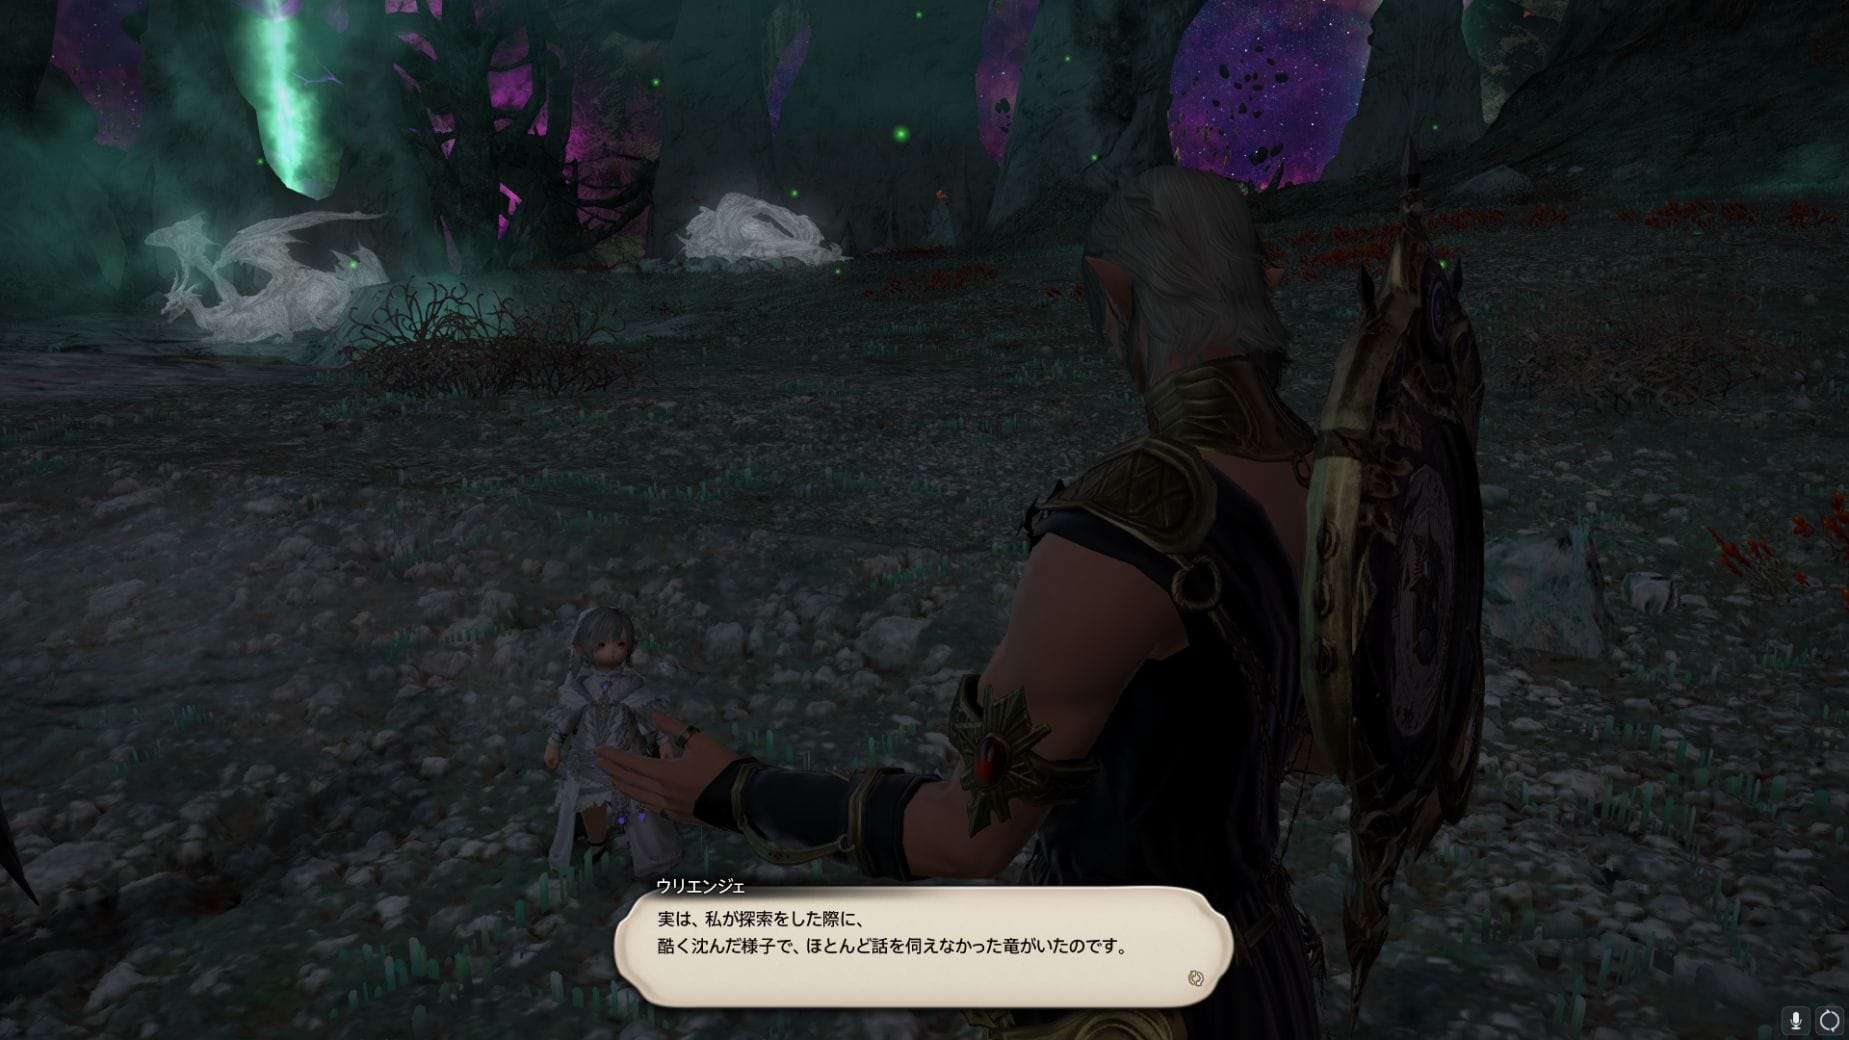 ウリエンジェ
実は、私が探索をした際に、
酷く沈んだ様子で、ほとんど話を伺えなかった竜がいたのです。